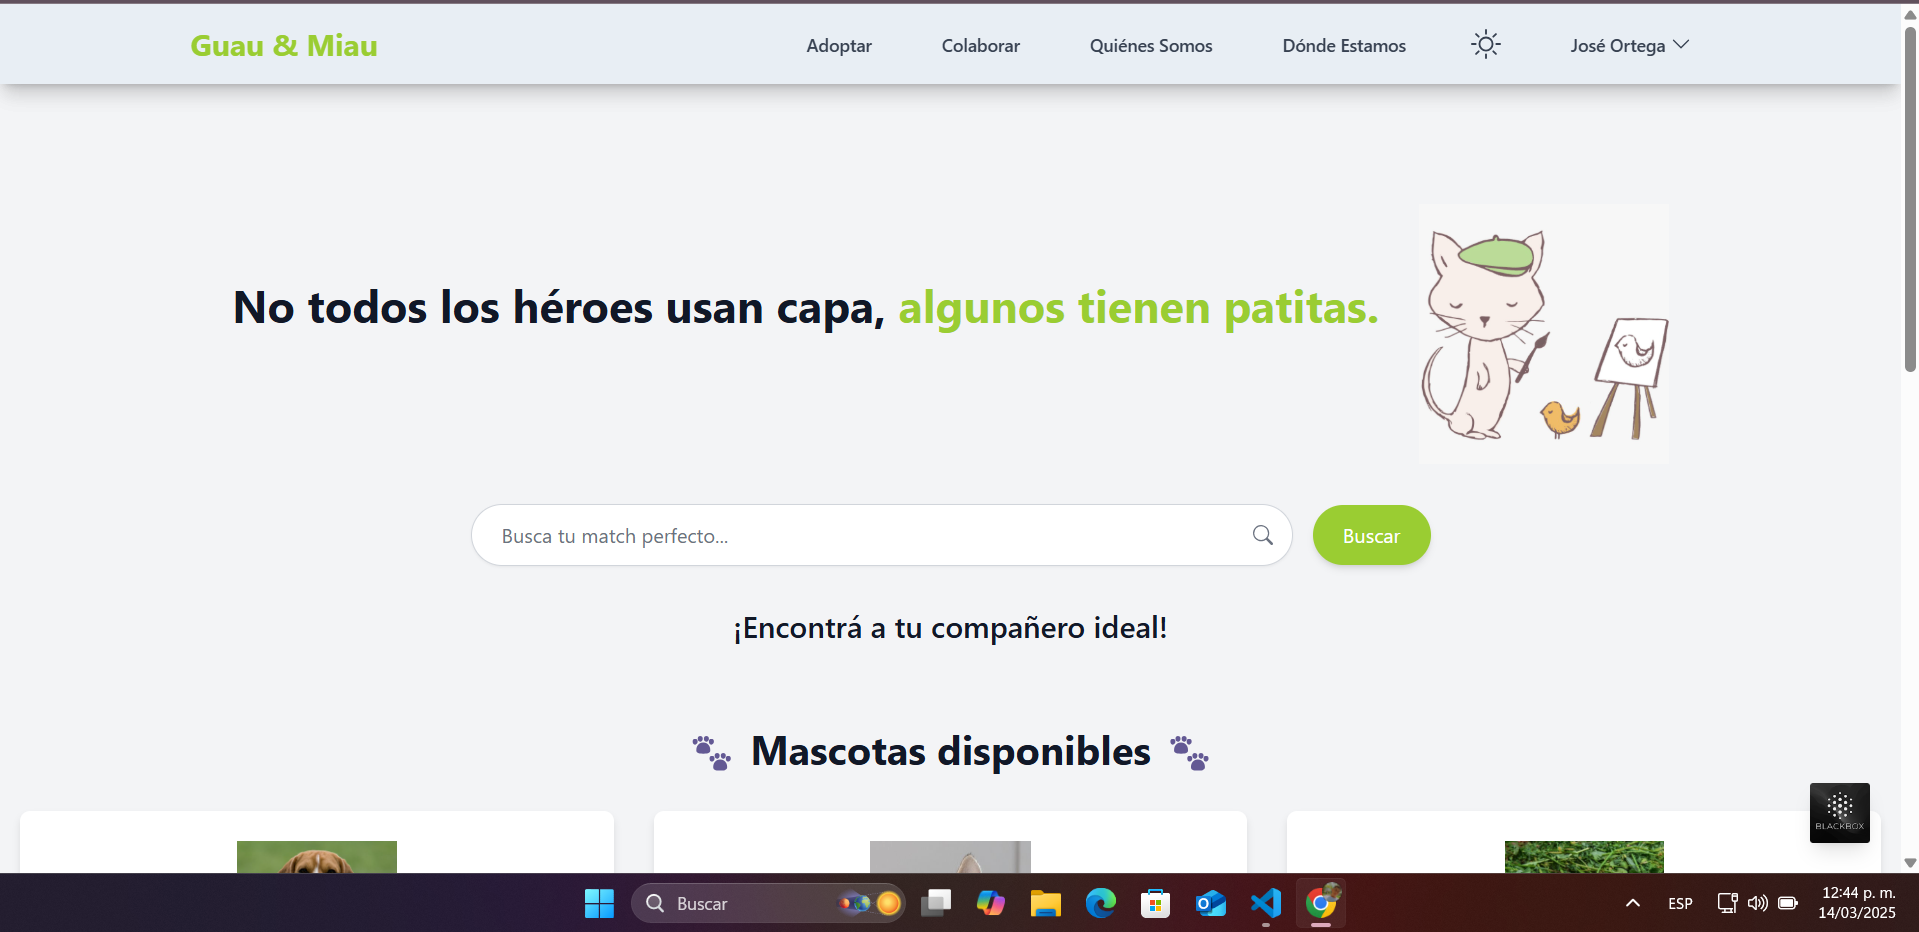 Guau & Miau
Adoptar
Colaborar
Quiénes Somos
Dónde Estamos
José Ortega
No todos los héroes usan capa, algunos tienen patitas.
Busca tu match perfecto...
Buscar
¡Encontrá a tu compañero ideal!
Mascotas disponibles
BLACKBOX
Buscar
ESP
12:44 p. m.
14/03/2025